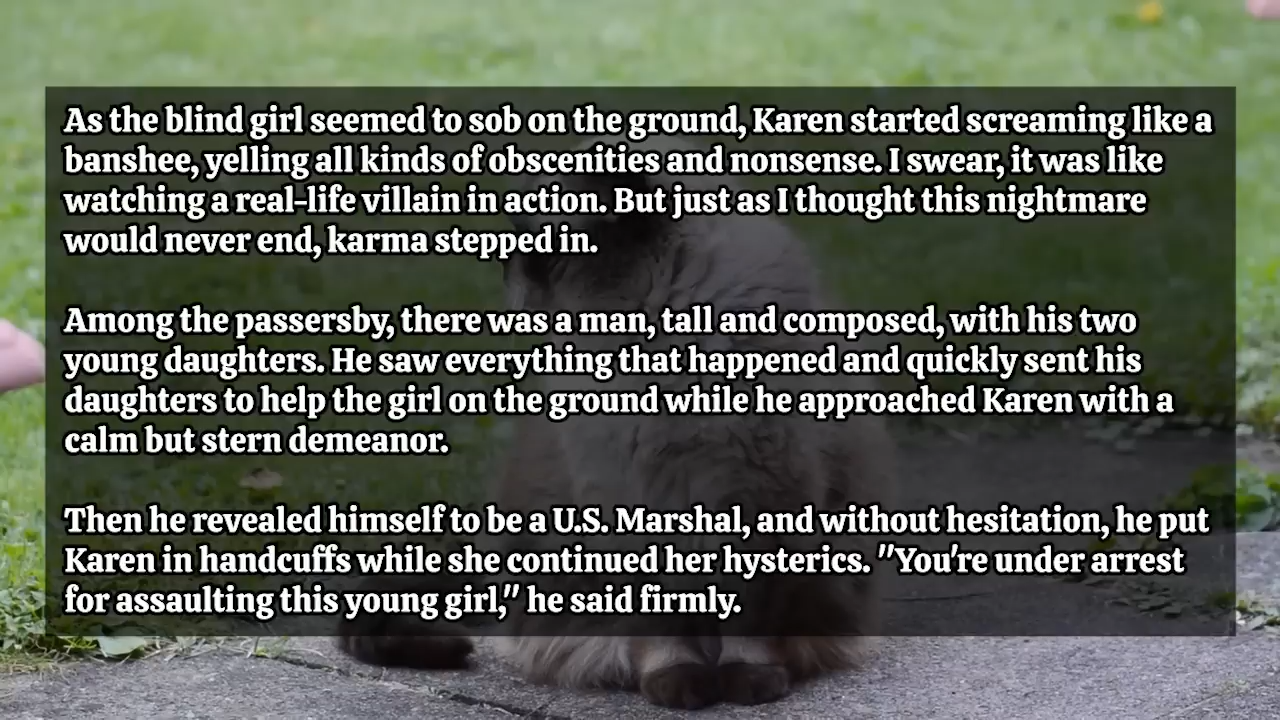 As the blind girl seemed to sob on the ground, Karen started screaming like a
banshee, yelling all kinds of obscenities and nonsense. I swear, it was like
watching a real-life villain in action. But just as I thought this nightmare
would never end, karma stepped in.
Among the passersby, there was a man, tall and composed, with his two
young daughters. He saw everything that happened and quickly sent his
daughters to help the girl on the ground while he approached Karen with a
calm but stern demeanor.
Then he revealed himself to be a U.S. Marshal, and without hesitation, he put
Karen in handcuffs while she continued her hysterics. "You're under arrest
for assaulting this young girl," he said firmly.